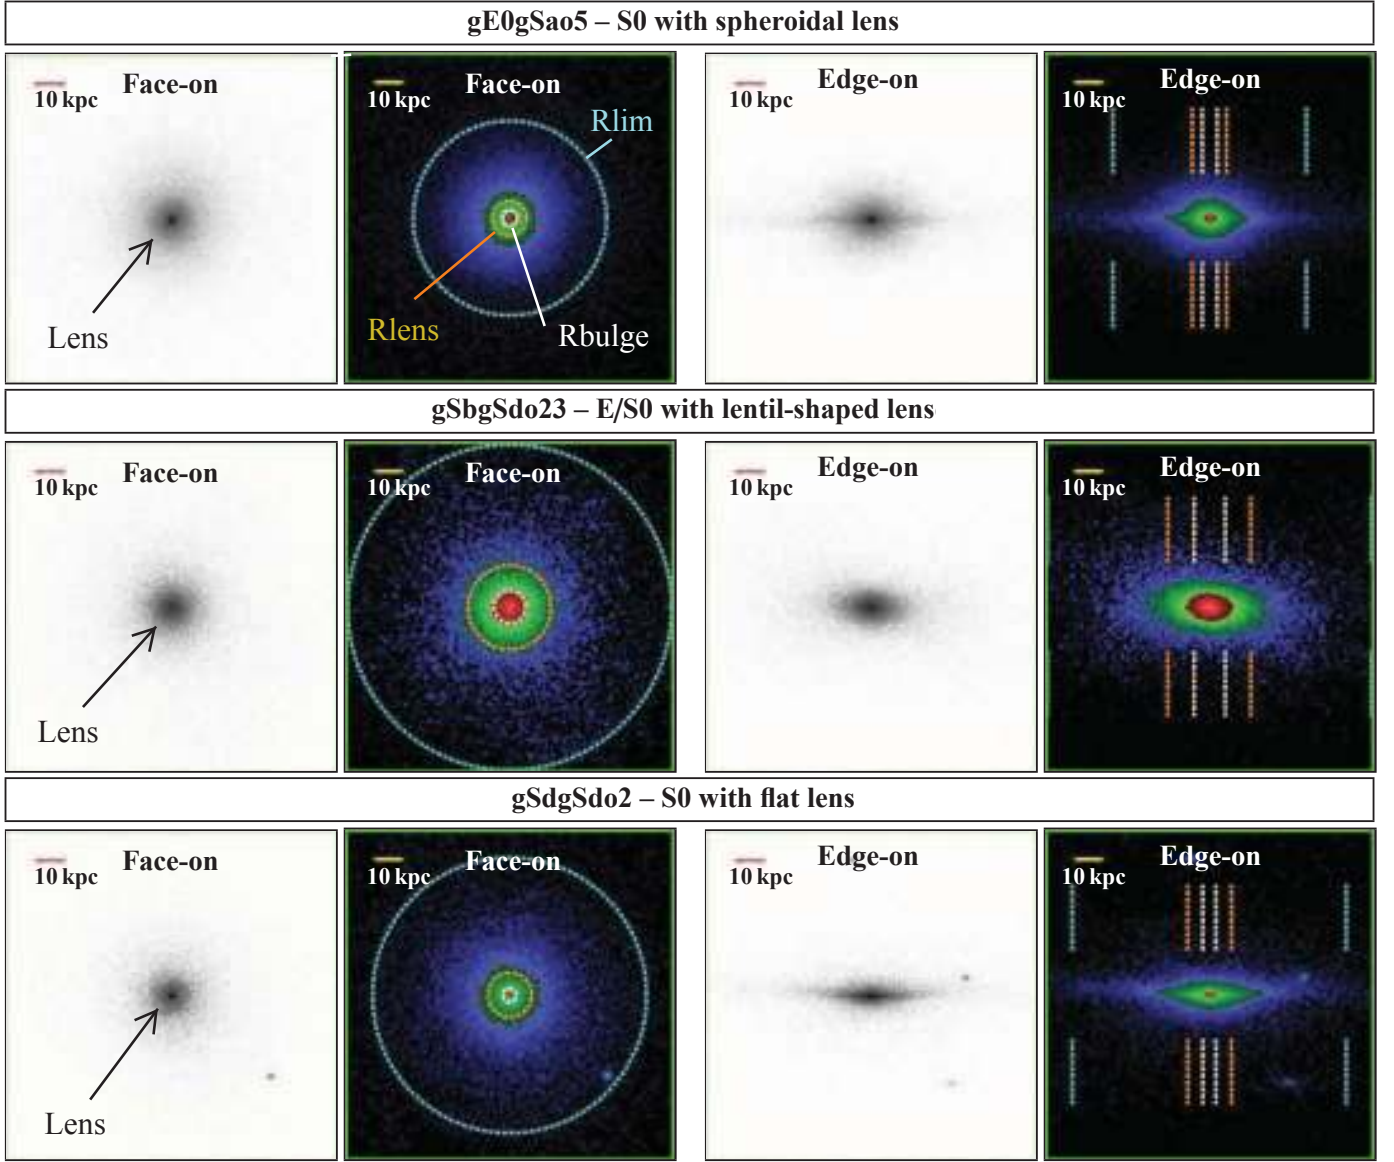 gE0gSao5 – S0 with spheroidal lens
10 kpc
Face-on
Lens
10 kpc
Face-on
Rlim
Rlens
Rbulge
10 kpc
Edge-on
10 kpc
Edge-on
gSbgSdo23 – E/S0 with lentil-shaped lens
10 kpc
Face-on
Lens
10 kpc
Face-on
10 kpc
Edge-on
10 kpc
Edge-on
gSdgSdo2 – S0 with flat lens
10 kpc
Face-on
Lens
10 kpc
Face-on
10 kpc
Edge-on
10 kpc
Edge-on